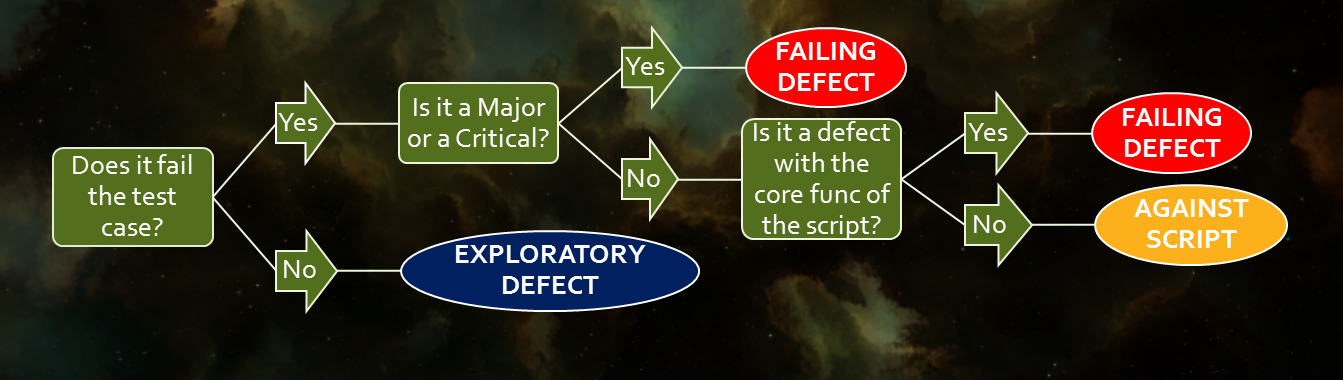 Does it fail
the test
case?
Yes
No
Is it a Major
or a Critical?
EXPLORATORY
DEFECT
Yes
No
FAILING
DEFECT
Is it a defect
with the
core func of
the script?
Yes
No
FAILING
DEFECT
AGAINST
SCRIPT